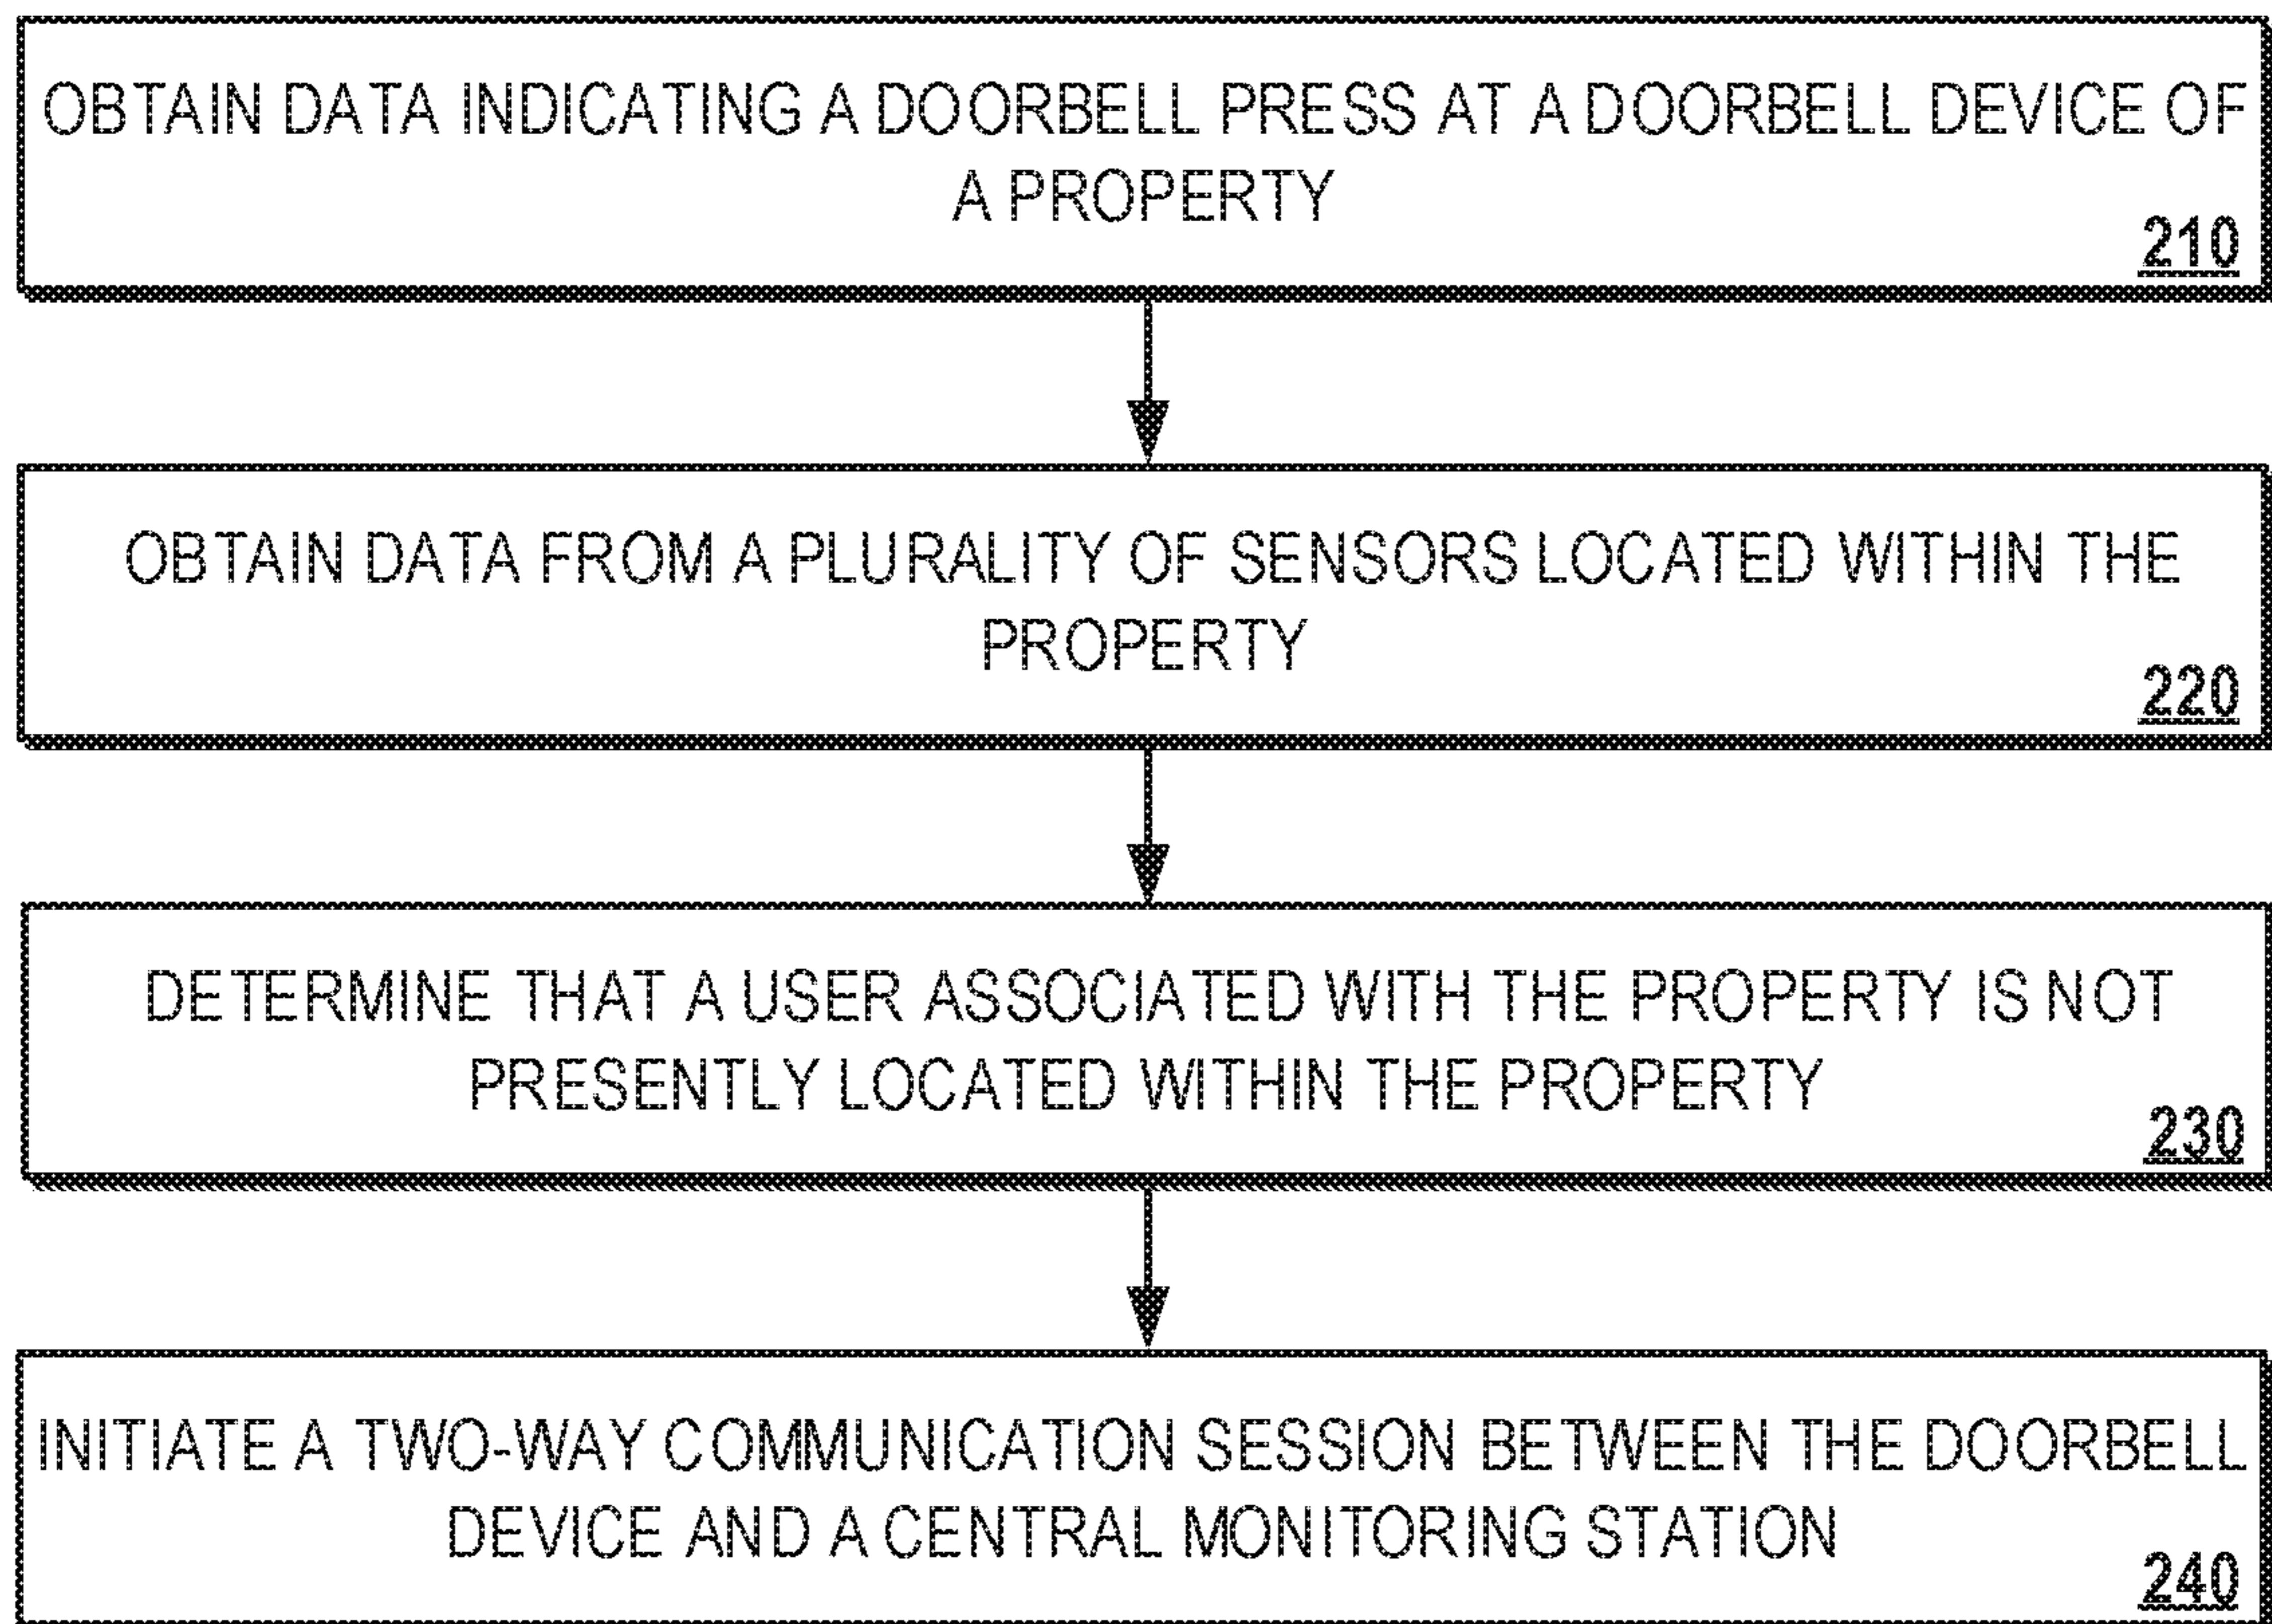 OBTAIN DATA INDICATING A DOORBELL PRESS AT A DOORBELL DEVICE OF
A PROPERTY
210
OBTAIN DATA FROM A PLURALITY OF SENSORS LOCATED WITHIN THE
PROPERTY
220
DETERMINE THAT A USER ASSOCIATED WITH THE PROPERTY IS NOT
PRESENTLY LOCATED WITHIN THE PROPERTY
230
INITIATE A TWO-WAY COMMUNICATION SESSION BETWEEN THE DOORBELL
DEVICE AND A CENTRAL MONITORING STATION
240